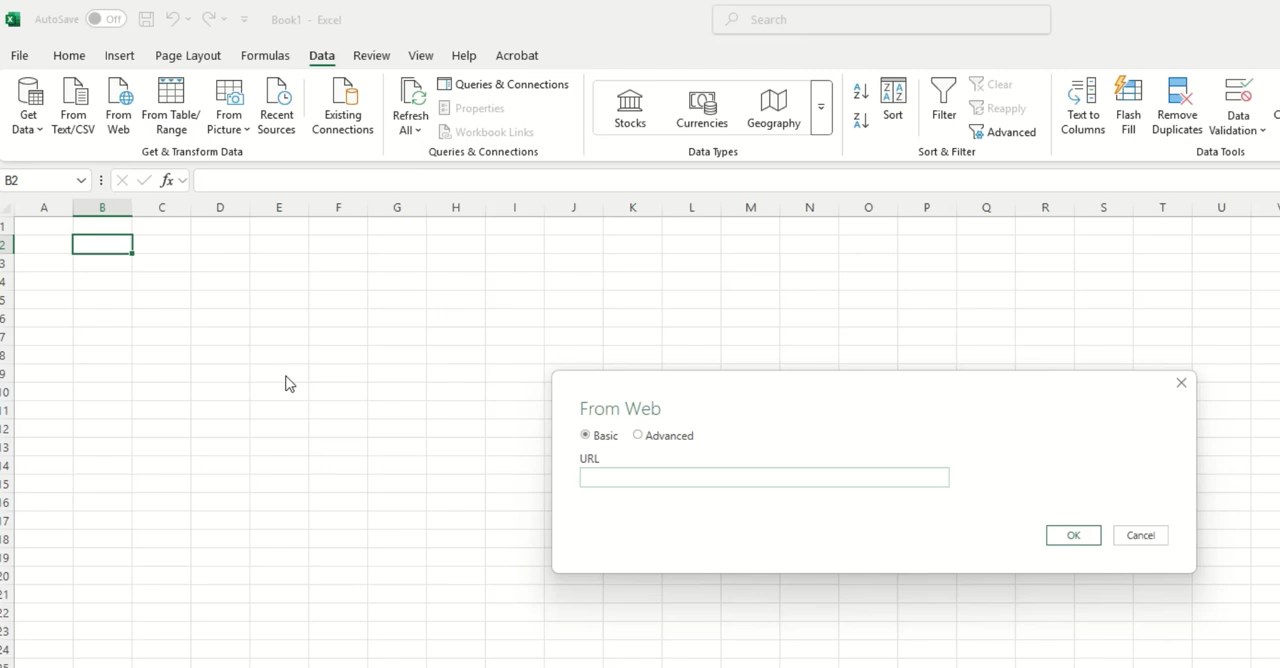 AutoSave Off Book1 - Excel Search
File Home Insert Page Layout Formulas Data Review View Help Acrobat
Get Data From Text/CSV From Web From Table/ Range From Picture Recent Sources Existing Connections
Get & Transform Data
Refresh All Queries & Connections
Properties
Workbook Links
Queries & Connections
Stocks Currencies Geography
Data Types
Sort Filter Clear
Reapply
Advanced
Sort & Filter
Text to Columns Flash Fill Remove Duplicates Data Validation
Data Tools
B2 fx
A B C D E F G H I J K L M N O P Q R S T U
1
2
3
4
5
6
7
8
9
10
11
12
13
14
15
16
17
18
19
20
21
22
23
24
From Web
Basic Advanced
URL
OK Cancel